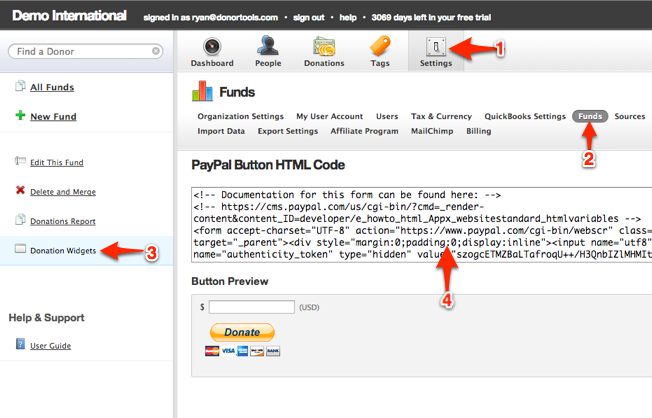 Demo International signed in as ryan@donortools.com • sign out • help • 3069 days left in your free trial
Find a Donor
Dashboard People Donations Tags Settings
1
All Funds
New Fund
Edit This Fund
Delete and Merge
Donations Report
Donation Widgets
3
Help & Support
User Guide
Funds
Organization Settings My User Account Users Tax & Currency QuickBooks Settings Funds Sources
Import Data Export Settings Affiliate Program MailChimp Billing
2
PayPal Button HTML Code
<!-- Documentation for this form can be found here: -->
<!-- https://cms.paypal.com/us/cgi-bin/?cmd=_render-
content&content_ID=developer/e_howto_html_Appx_websitestandard_htmlvariables -->
<form accept-charset="UTF-8" action="https://www.paypal.com/cgi-bin/webscr" class=
target="_parent"><div style="margin:0;padding:0;display:inline"><input name="utf8"
name="authenticity_token" type="hidden" value="szogcETMZBaLTafroqU++/H3QnbIZlMHMIt
4
Button Preview
$ (USD)
Donate
VISA
BANK